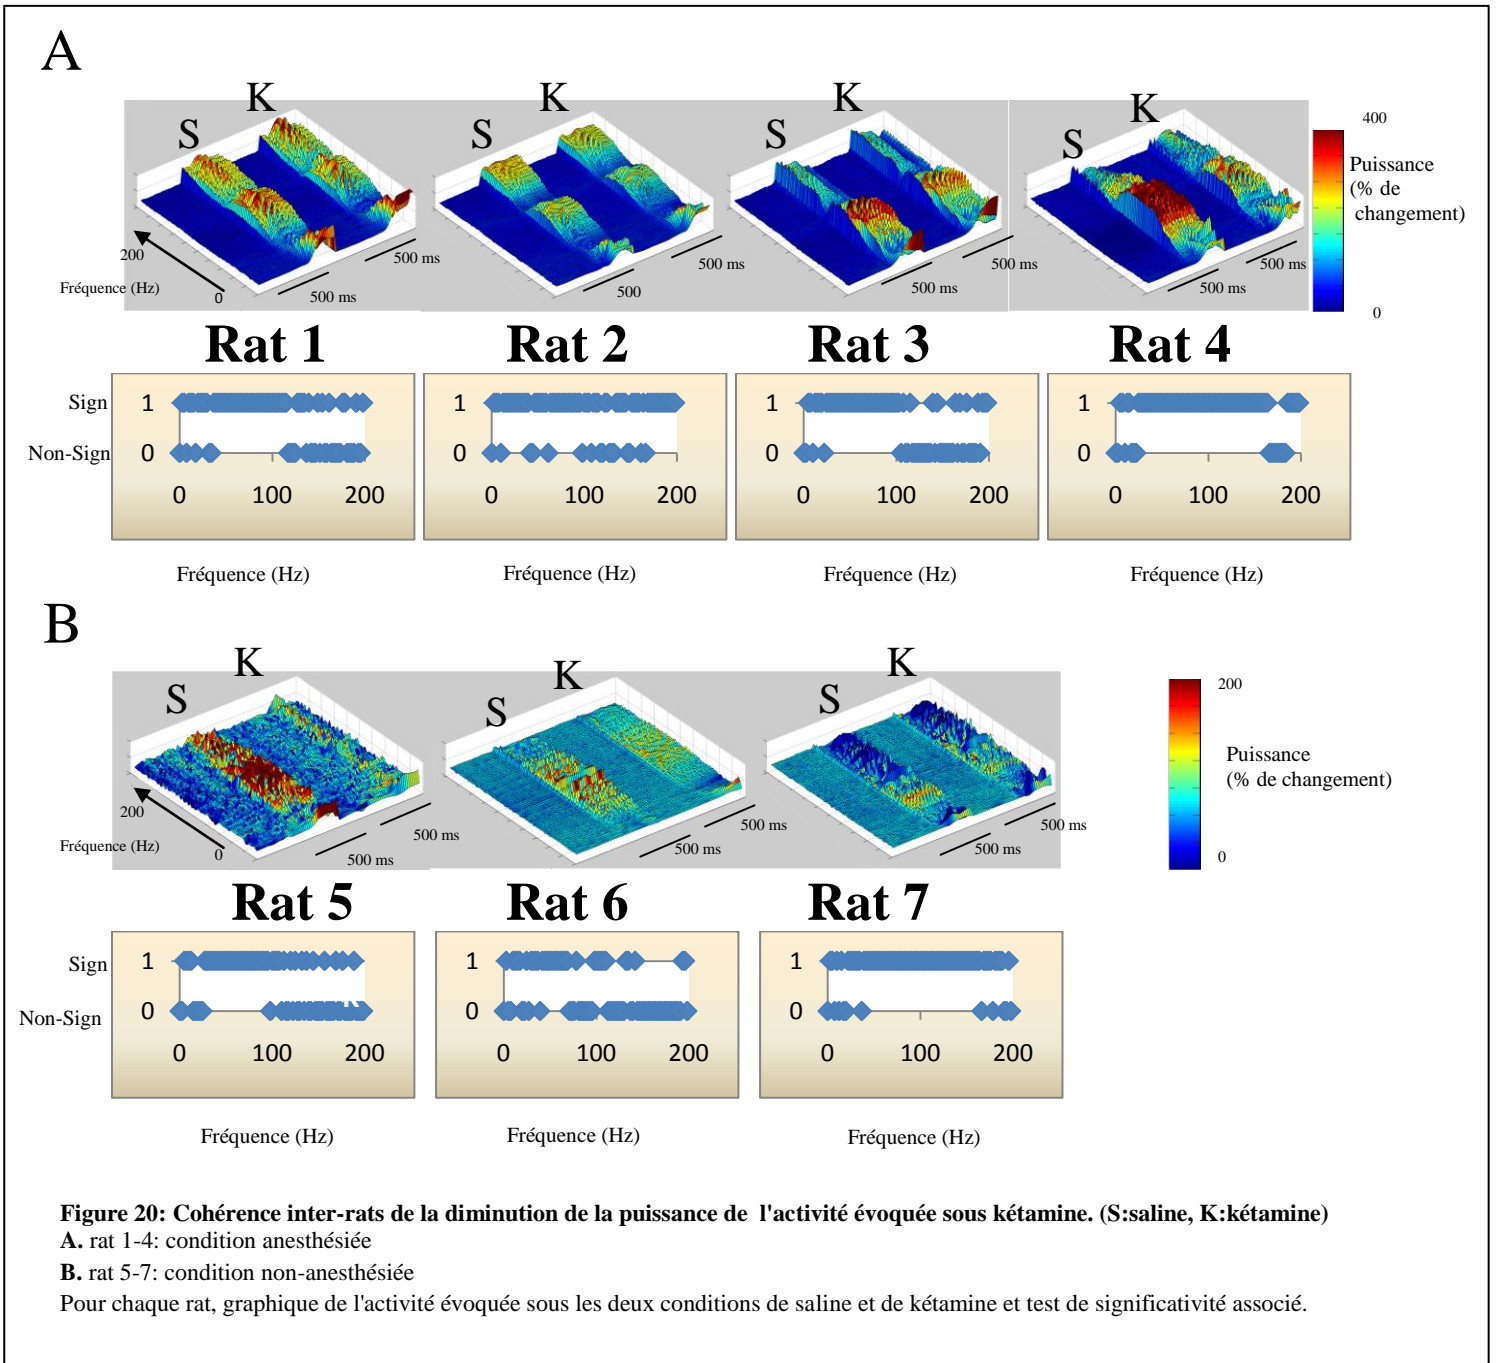 A
S K S K S K S K
400
Puissance
(% de
changement)
0
200
Fréquence (Hz)
0
500 ms
500 ms
500
500 ms
500 ms
500 ms
500 ms
500 ms
Rat 1 Rat 2 Rat 3 Rat 4
Sign 1 1 1 1
Non-Sign 0 0 0 0
0 100 200 0 100 200 0 100 200 0 100 200
Fréquence (Hz) Fréquence (Hz) Fréquence (Hz) Fréquence (Hz)
B
S K S K S K
200
Puissance
(% de changement)
0
200
Fréquence (Hz)
0
500 ms
500 ms
500 ms
500 ms
500 ms
500 ms
Rat 5 Rat 6 Rat 7
Sign 1 1 1
Non-Sign 0 0 0
0 100 200 0 100 200 0 100 200
Fréquence (Hz) Fréquence (Hz) Fréquence (Hz)
Figure 20: Cohérence inter-rats de la diminution de la puissance de l'activité évoquée sous kétamine. (S:saline, K:kétamine)
A. rat 1-4: condition anesthésiée
B. rat 5-7: condition non-anesthésiée
Pour chaque rat, graphique de l'activité évoquée sous les deux conditions de saline et de kétamine et test de significativité associé.